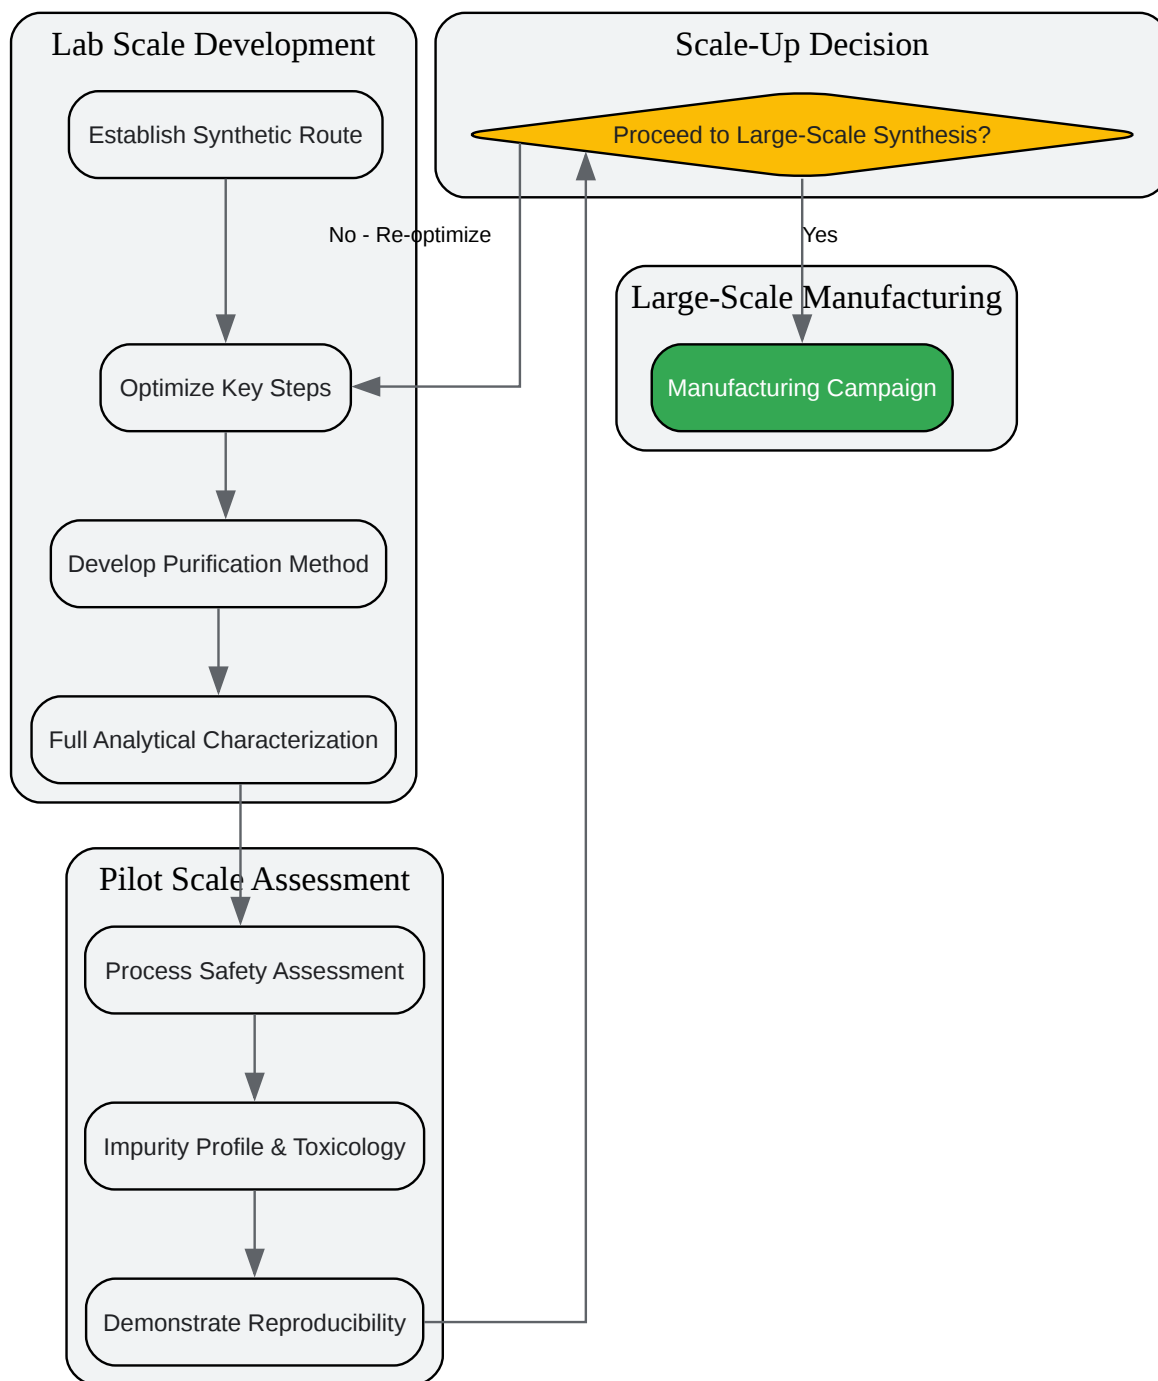 Lab Scale Development
Establish Synthetic Route
Optimize Key Steps
Develop Purification Method
Full Analytical Characterization
Pilot Scale Assessment
Process Safety Assessment
Impurity Profile & Toxicology
Demonstrate Reproducibility
Scale-Up Decision
Proceed to Large-Scale Synthesis?
No - Re-optimize
Yes
Large-Scale Manufacturing
Manufacturing Campaign